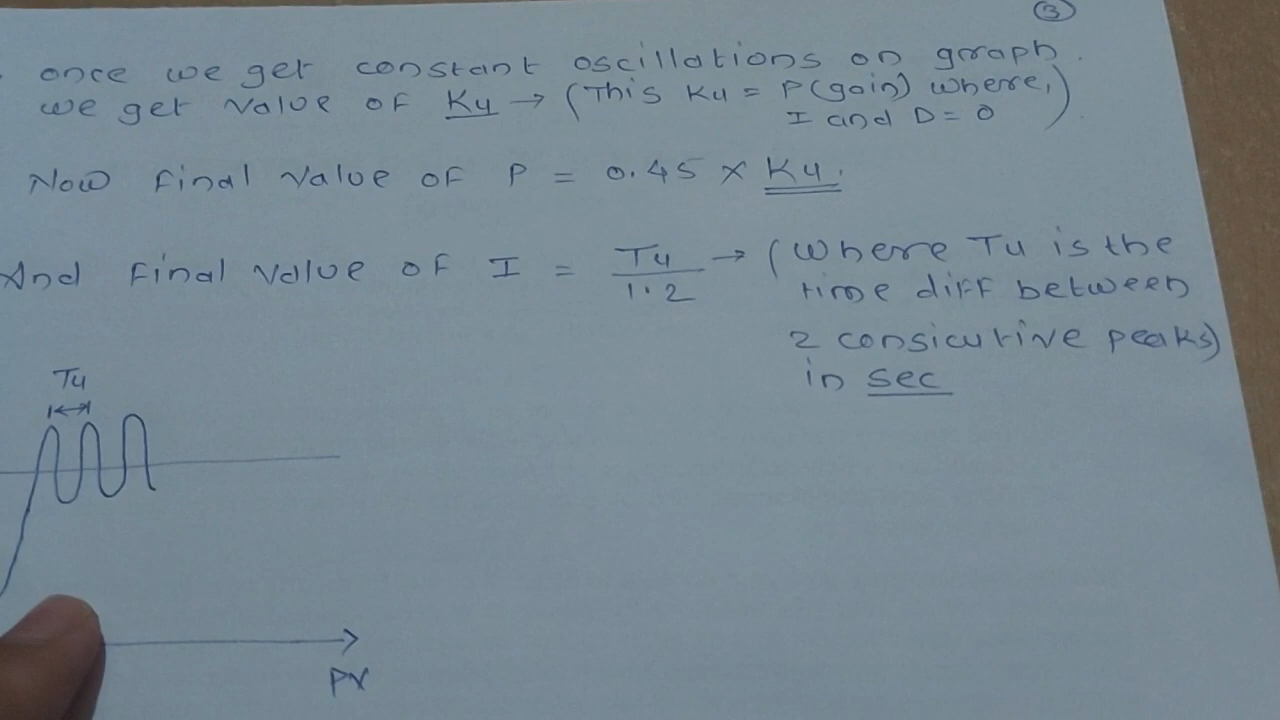 3
once we get constant oscillations on graph.
we get value of Ku → (This Ku = P(gain) where,
I and D = 0)
Now final value of P = 0.45 × Ku.
And final value of I = Tu/1.2 → (where Tu is the
time diff between
2 consicutive peaks)
in sec
Tu
PV